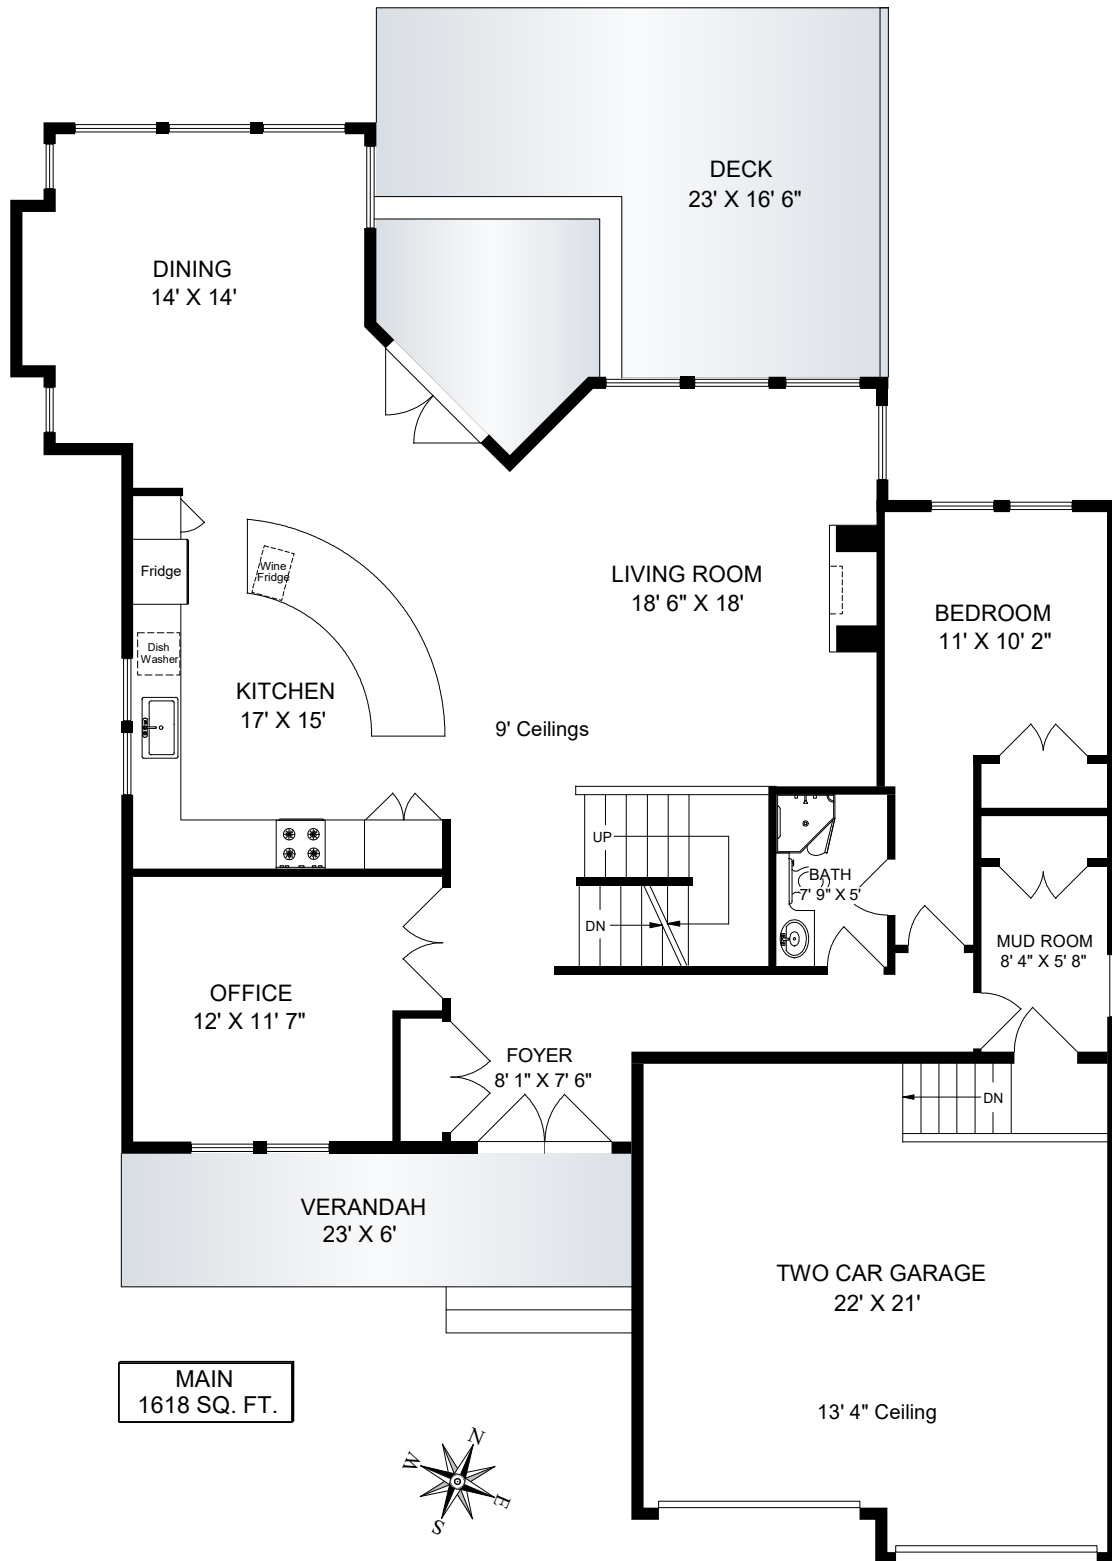 DECK
23' X 16' 6"
DINING
14' X 14'
Fridge
Wine
Fridge
LIVING ROOM
18' 6" X 18'
BEDROOM
11' X 10' 2"
Dish
Washer
KITCHEN
17' X 15'
9' Ceilings
UP
BATH
7' 9" X 5'
DN
MUD ROOM
8' 4" X 5' 8"
OFFICE
12' X 11' 7"
FOYER
8' 1" X 7' 6"
DN
VERANDAH
23' X 6'
TWO CAR GARAGE
22' X 21'
MAIN
1618 SQ. FT.
13' 4" Ceiling
N
W
E
S